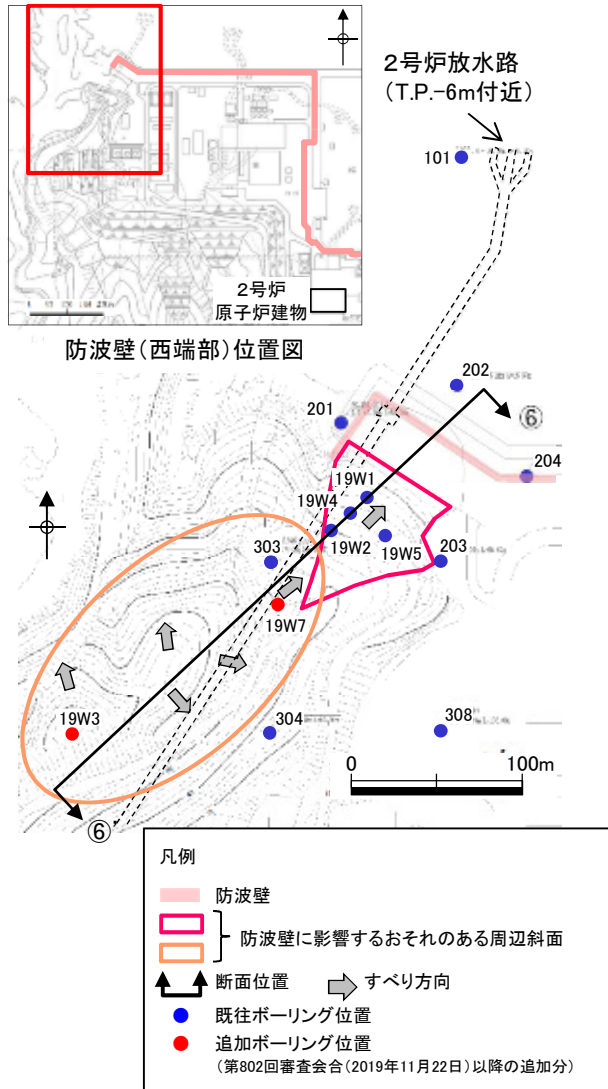 2号炉放水路
(T.P.-6m付近)
101
2号炉
原子炉建物
防波壁(西端部)位置図
202
201
⑥
204
19W1
19W4
19W2
19W5
303
203
19W7
19W3
304
308
0
100m
⑥
凡例
防波壁
防波壁に影響するおそれのある周辺斜面
断面位置
すべり方向
既往ボーリング位置
追加ボーリング位置
(第802回審査会合(2019年11月22日)以降の追加分)